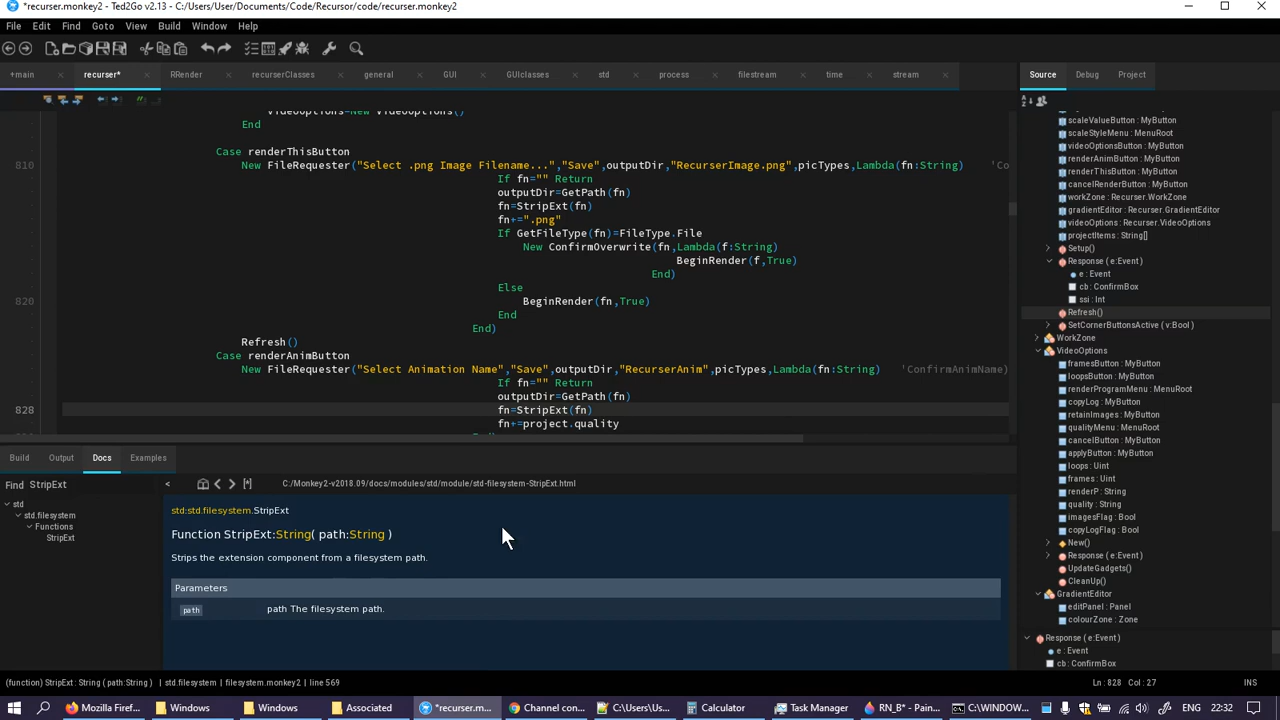 *recurser.monkey2 - Ted2Go v2.13 - C:/Users/User/Documents/Code/Recursor/code/recurser.monkey2
File Edit Find Goto View Build Window Help
+main recurser* RRender recurserClasses general GUI GUIclasses std process filestream time stream
Source Debug Project
VideoOptions=New VideoOptions()
End
Case renderThisButton
810 New FileRequester("Select .png Image Filename...","Save",outputDir,"RecurserImage.png",picTypes,Lambda(fn:String) 'Co
If fn="" Return
outputDir=GetPath(fn)
fn=StripExt(fn)
fn+=".png"
If GetFileType(fn)=FileType.File
New ConfirmOverwrite(fn,Lambda(f:String)
BeginRender(f,True)
End)
Else
820 BeginRender(fn,True)
End
End)
Refresh()
Case renderAnimButton
New FileRequester("Select Animation Name","Save",outputDir,"RecurserAnim",picTypes,Lambda(fn:String) 'ConfirmAnimName)
If fn="" Return
outputDir=GetPath(fn)
828 fn=StripExt(fn)
fn+=project.quality
scaleValueButton : MyButton
scaleStyleMenu : MenuRoot
videoOptionsButton : MyButton
renderAnimButton : MyButton
renderThisButton : MyButton
cancelRenderButton : MyButton
workZone : Recurser.WorkZone
gradientEditor : Recurser.GradientEditor
videoOptions : Recurser.VideoOptions
projectItems : String[]
Setup()
Response ( e:Event )
e : Event
cb : ConfirmBox
ssi : Int
Refresh()
SetCornerButtonsActive ( v:Bool )
WorkZone
VideoOptions
framesButton : MyButton
loopsButton : MyButton
renderProgramMenu : MenuRoot
copyLog : MyButton
retainImages : MyButton
qualityMenu : MenuRoot
cancelButton : MyButton
applyButton : MyButton
loops : Uint
frames : Uint
renderP : String
quality : String
imagesFlag : Bool
copyLogFlag : Bool
New()
Response ( e:Event )
UpdateGadgets()
CleanUp()
GradientEditor
editPanel : Panel
colourZone : Zone
Response ( e:Event )
e : Event
cb : ConfirmBox
Build Output Docs Examples
Find StripExt
std
std.filesystem
Functions
StripExt
< C:/Monkey2-v2018.09/docs/modules/std/module/std-filesystem-StripExt.html
std:std.filesystem.StripExt
Function StripExt:String( path:String )
Strips the extension component from a filesystem path.
Parameters
path path The filesystem path.
(function) StripExt : String ( path:String ) | std.filesystem | filesystem.monkey2 | line 569
Ln : 828 Col : 27 INS
Mozilla Firef... Windows Windows Associated *recurser.m... Channel con... C:\Users\Us... Calculator Task Manager RN_B* - Pain... C:\WINDOW... 22:32